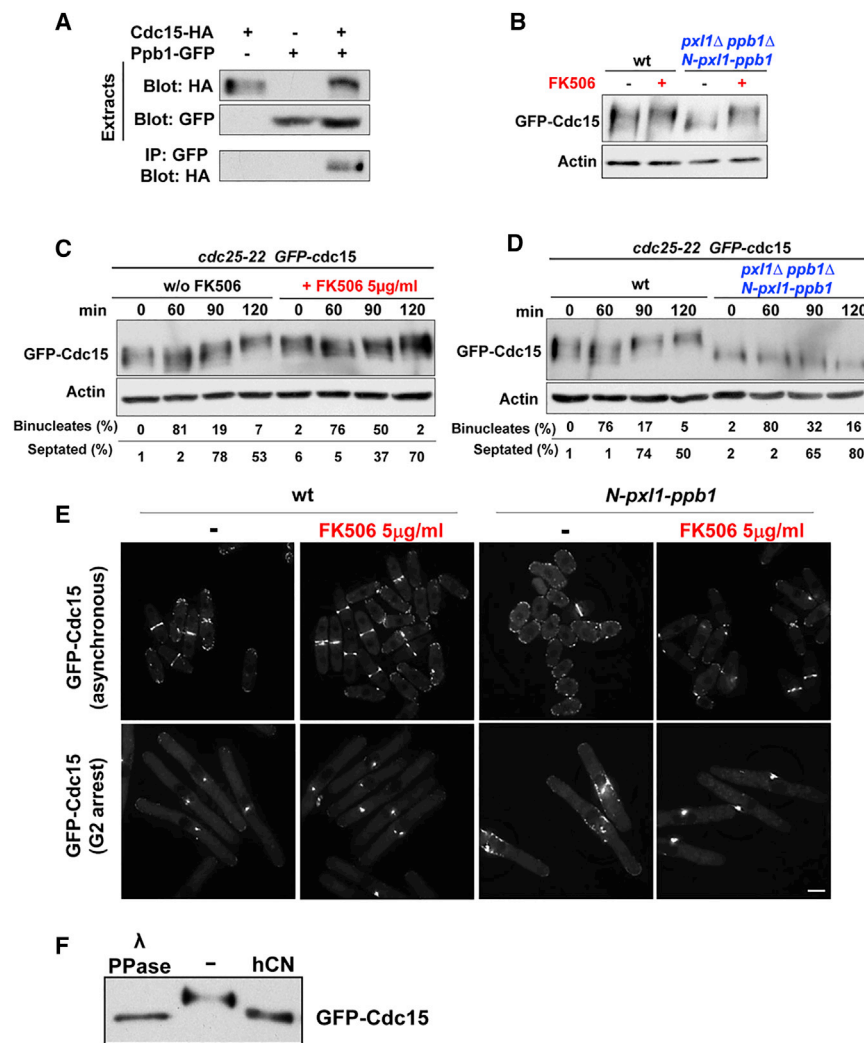 A
Cdc15-HA + - +
Ppb1-GFP - + +
Extracts
Blot: HA
Blot: GFP
IP: GFP
Blot: HA
B
wt
pxl1Δ ppb1Δ
N-pxl1-ppb1
FK506 - + - +
GFP-Cdc15
Actin
C
cdc25-22 GFP-cdc15
w/o FK506 + FK506 5µg/ml
min 0 60 90 120 0 60 90 120
GFP-Cdc15
Actin
Binucleates (%) 0 81 19 7 2 76 50 2
Septated (%) 1 2 78 53 6 5 37 70
D
cdc25-22 GFP-cdc15
wt
pxl1Δ ppb1Δ
N-pxl1-ppb1
min 0 60 90 120 0 60 90 120
GFP-Cdc15
Actin
Binucleates (%) 0 76 17 5 2 80 32 16
Septated (%) 1 1 74 50 2 2 65 80
E
wt N-pxl1-ppb1
- FK506 5µg/ml - FK506 5µg/ml
GFP-Cdc15
(asynchronous)
GFP-Cdc15
(G2 arrest)
F
λ
PPase - hCN
GFP-Cdc15